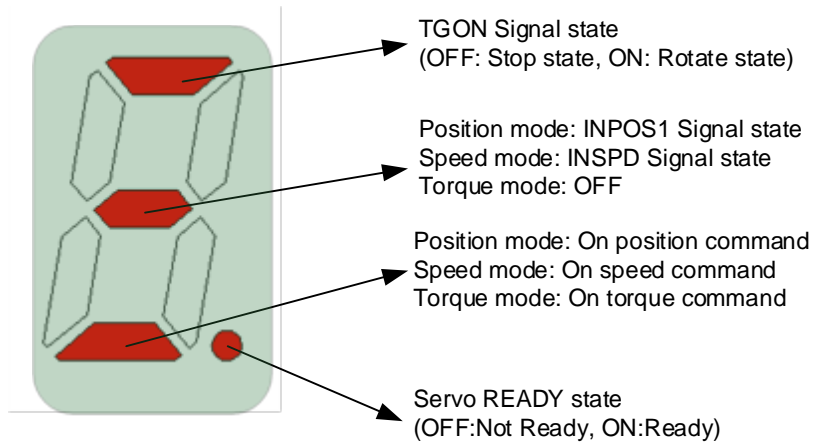 TGON Signal state
(OFF: Stop state, ON: Rotate state)
Position mode: INPOS1 Signal state
Speed mode: INSPD Signal state
Torque mode: OFF
Position mode: On position command
Speed mode: On speed command
Torque mode: On torque command
Servo READY state
(OFF:Not Ready, ON:Ready)